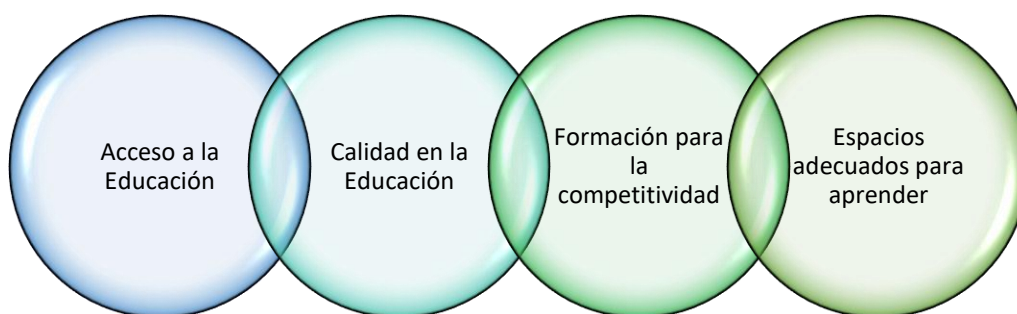 Acceso a la
Educación
Calidad en la
Educación
Formación para
la
competitividad
Espacios
adecuados para
aprender